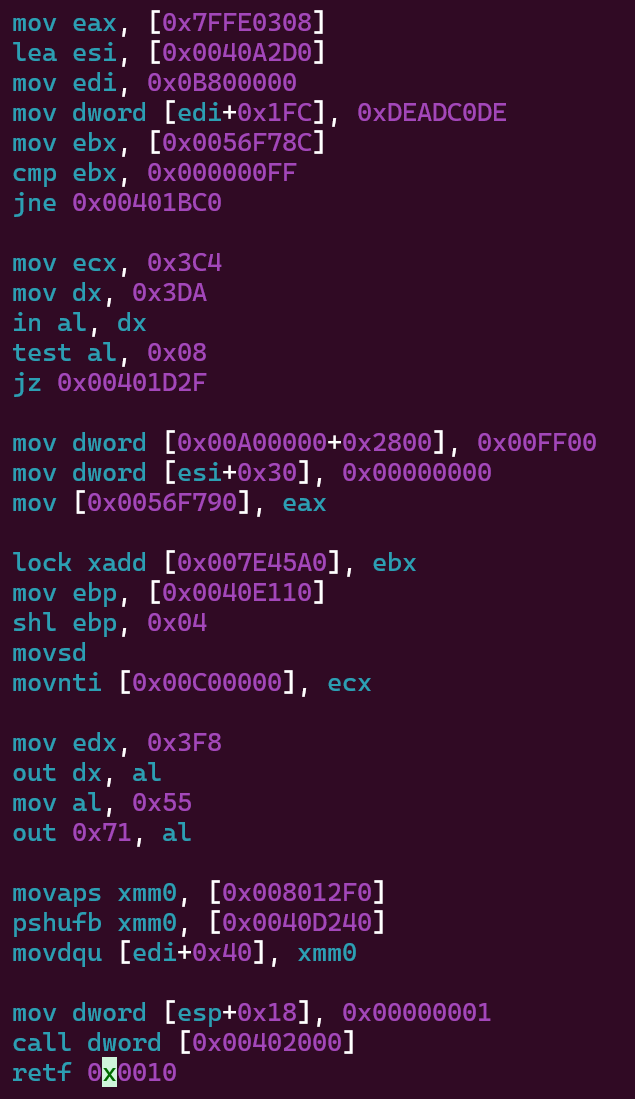 mov eax, [0x7FFE0308]
lea esi, [0x0040A2D0]
mov edi, 0x0B800000
mov dword [edi+0x1FC], 0xDEADC0DE
mov ebx, [0x0056F78C]
cmp ebx, 0x000000FF
jne 0x00401BC0

mov ecx, 0x3C4
mov dx, 0x3DA
in al, dx
test al, 0x08
jz 0x00401D2F

mov dword [0x00A00000+0x2800], 0x00FF00
mov dword [esi+0x30], 0x00000000
mov [0x0056F790], eax

lock xadd [0x007E45A0], ebx
mov ebp, [0x0040E110]
shl ebp, 0x04
movsd
movnti [0x00C00000], ecx

mov edx, 0x3F8
out dx, al
mov al, 0x55
out 0x71, al

movaps xmm0, [0x008012F0]
pshufb xmm0, [0x0040D240]
movdqu [edi+0x40], xmm0

mov dword [esp+0x18], 0x00000001
call dword [0x00402000]
retf 0x0010